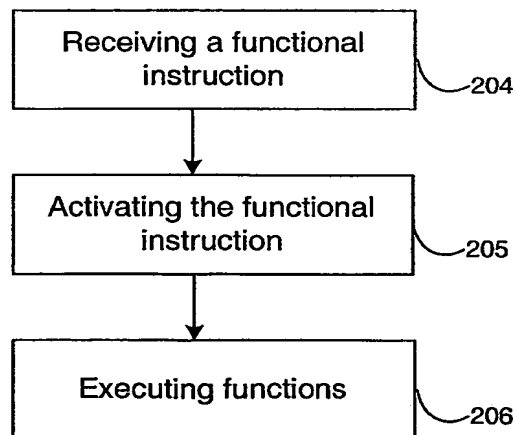 Receiving a functional
instruction
204
Activating the functional
instruction
205
Executing functions
206